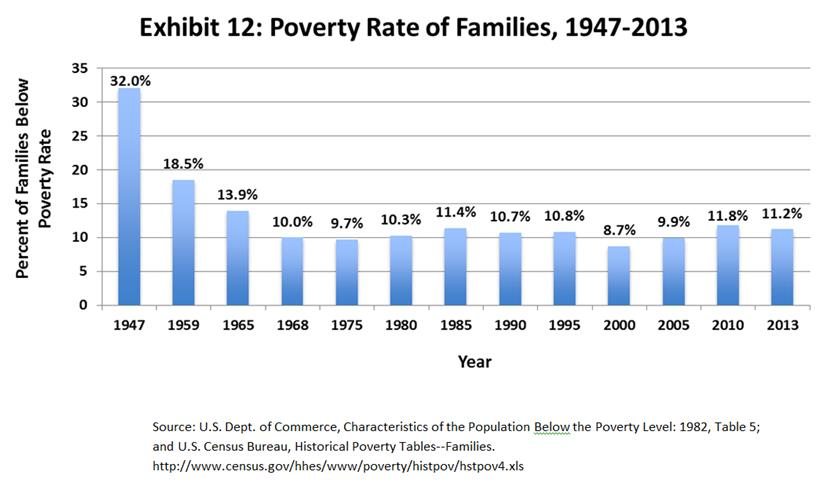 Exhibit 12: Poverty Rate of Families, 1947-2013
Percent of Families Below
Poverty Rate
35
30
25
20
15
10
5
0
32.0%
18.5%
13.9%
10.0%
9.7%
10.3%
11.4%
10.7%
10.8%
8.7%
9.9%
11.8%
11.2%
1947 1959 1965 1968 1975 1980 1985 1990 1995 2000 2005 2010 2013
Year
Source: U.S. Dept. of Commerce, Characteristics of the Population Below the Poverty Level: 1982, Table 5;
and U.S. Census Bureau, Historical Poverty Tables--Families.
http://www.census.gov/hhes/www/poverty/histpov/hstpov4.xls